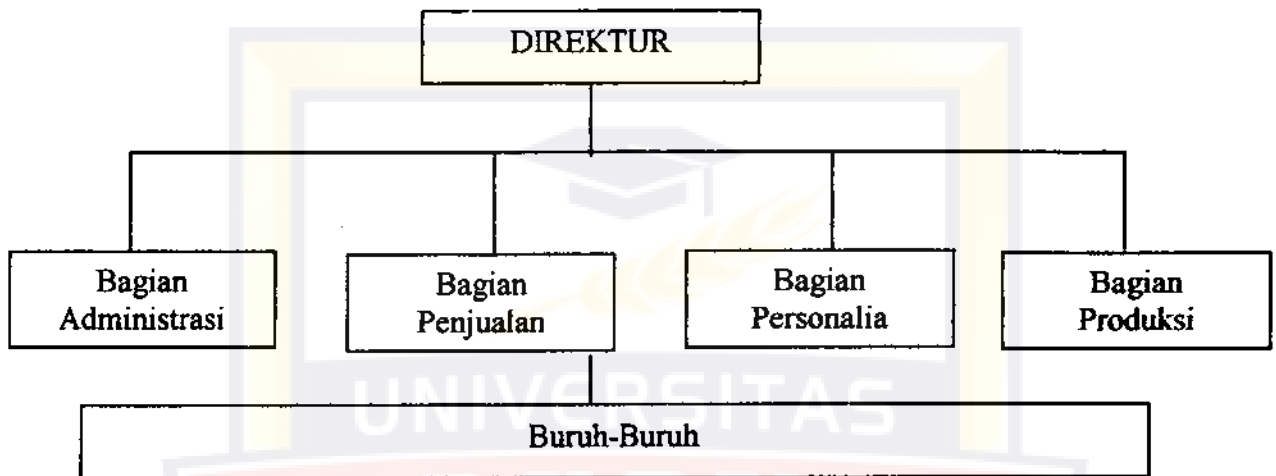 DIREKTUR
Bagian
Administrasi
Bagian
Penjualan
Bagian
Personalia
Bagian
Produksi
UNIVERSITAS
Buruh-Buruh